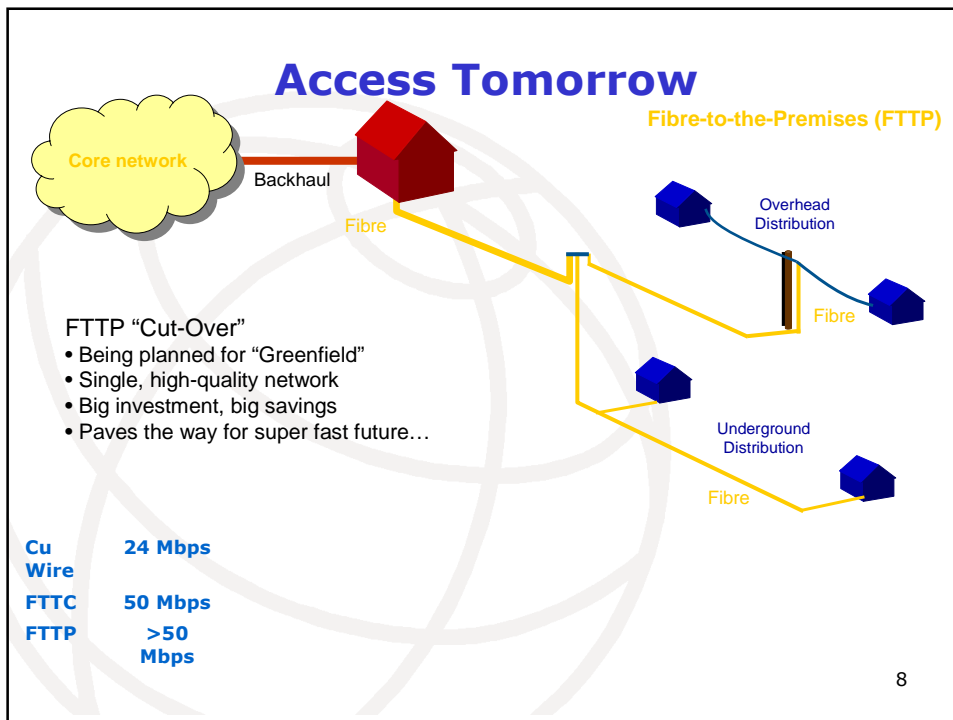 Access Tomorrow
Fibre-to-the-Premises (FTTP)
Core network
Backhaul
Fibre
Overhead
Distribution
Fibre
FTTP “Cut-Over”
• Being planned for “Greenfield”
• Single, high-quality network
• Big investment, big savings
• Paves the way for super fast future…
Underground
Distribution
Fibre
Cu 24 Mbps
Wire
FTTC 50 Mbps
FTTP >50
Mbps
8